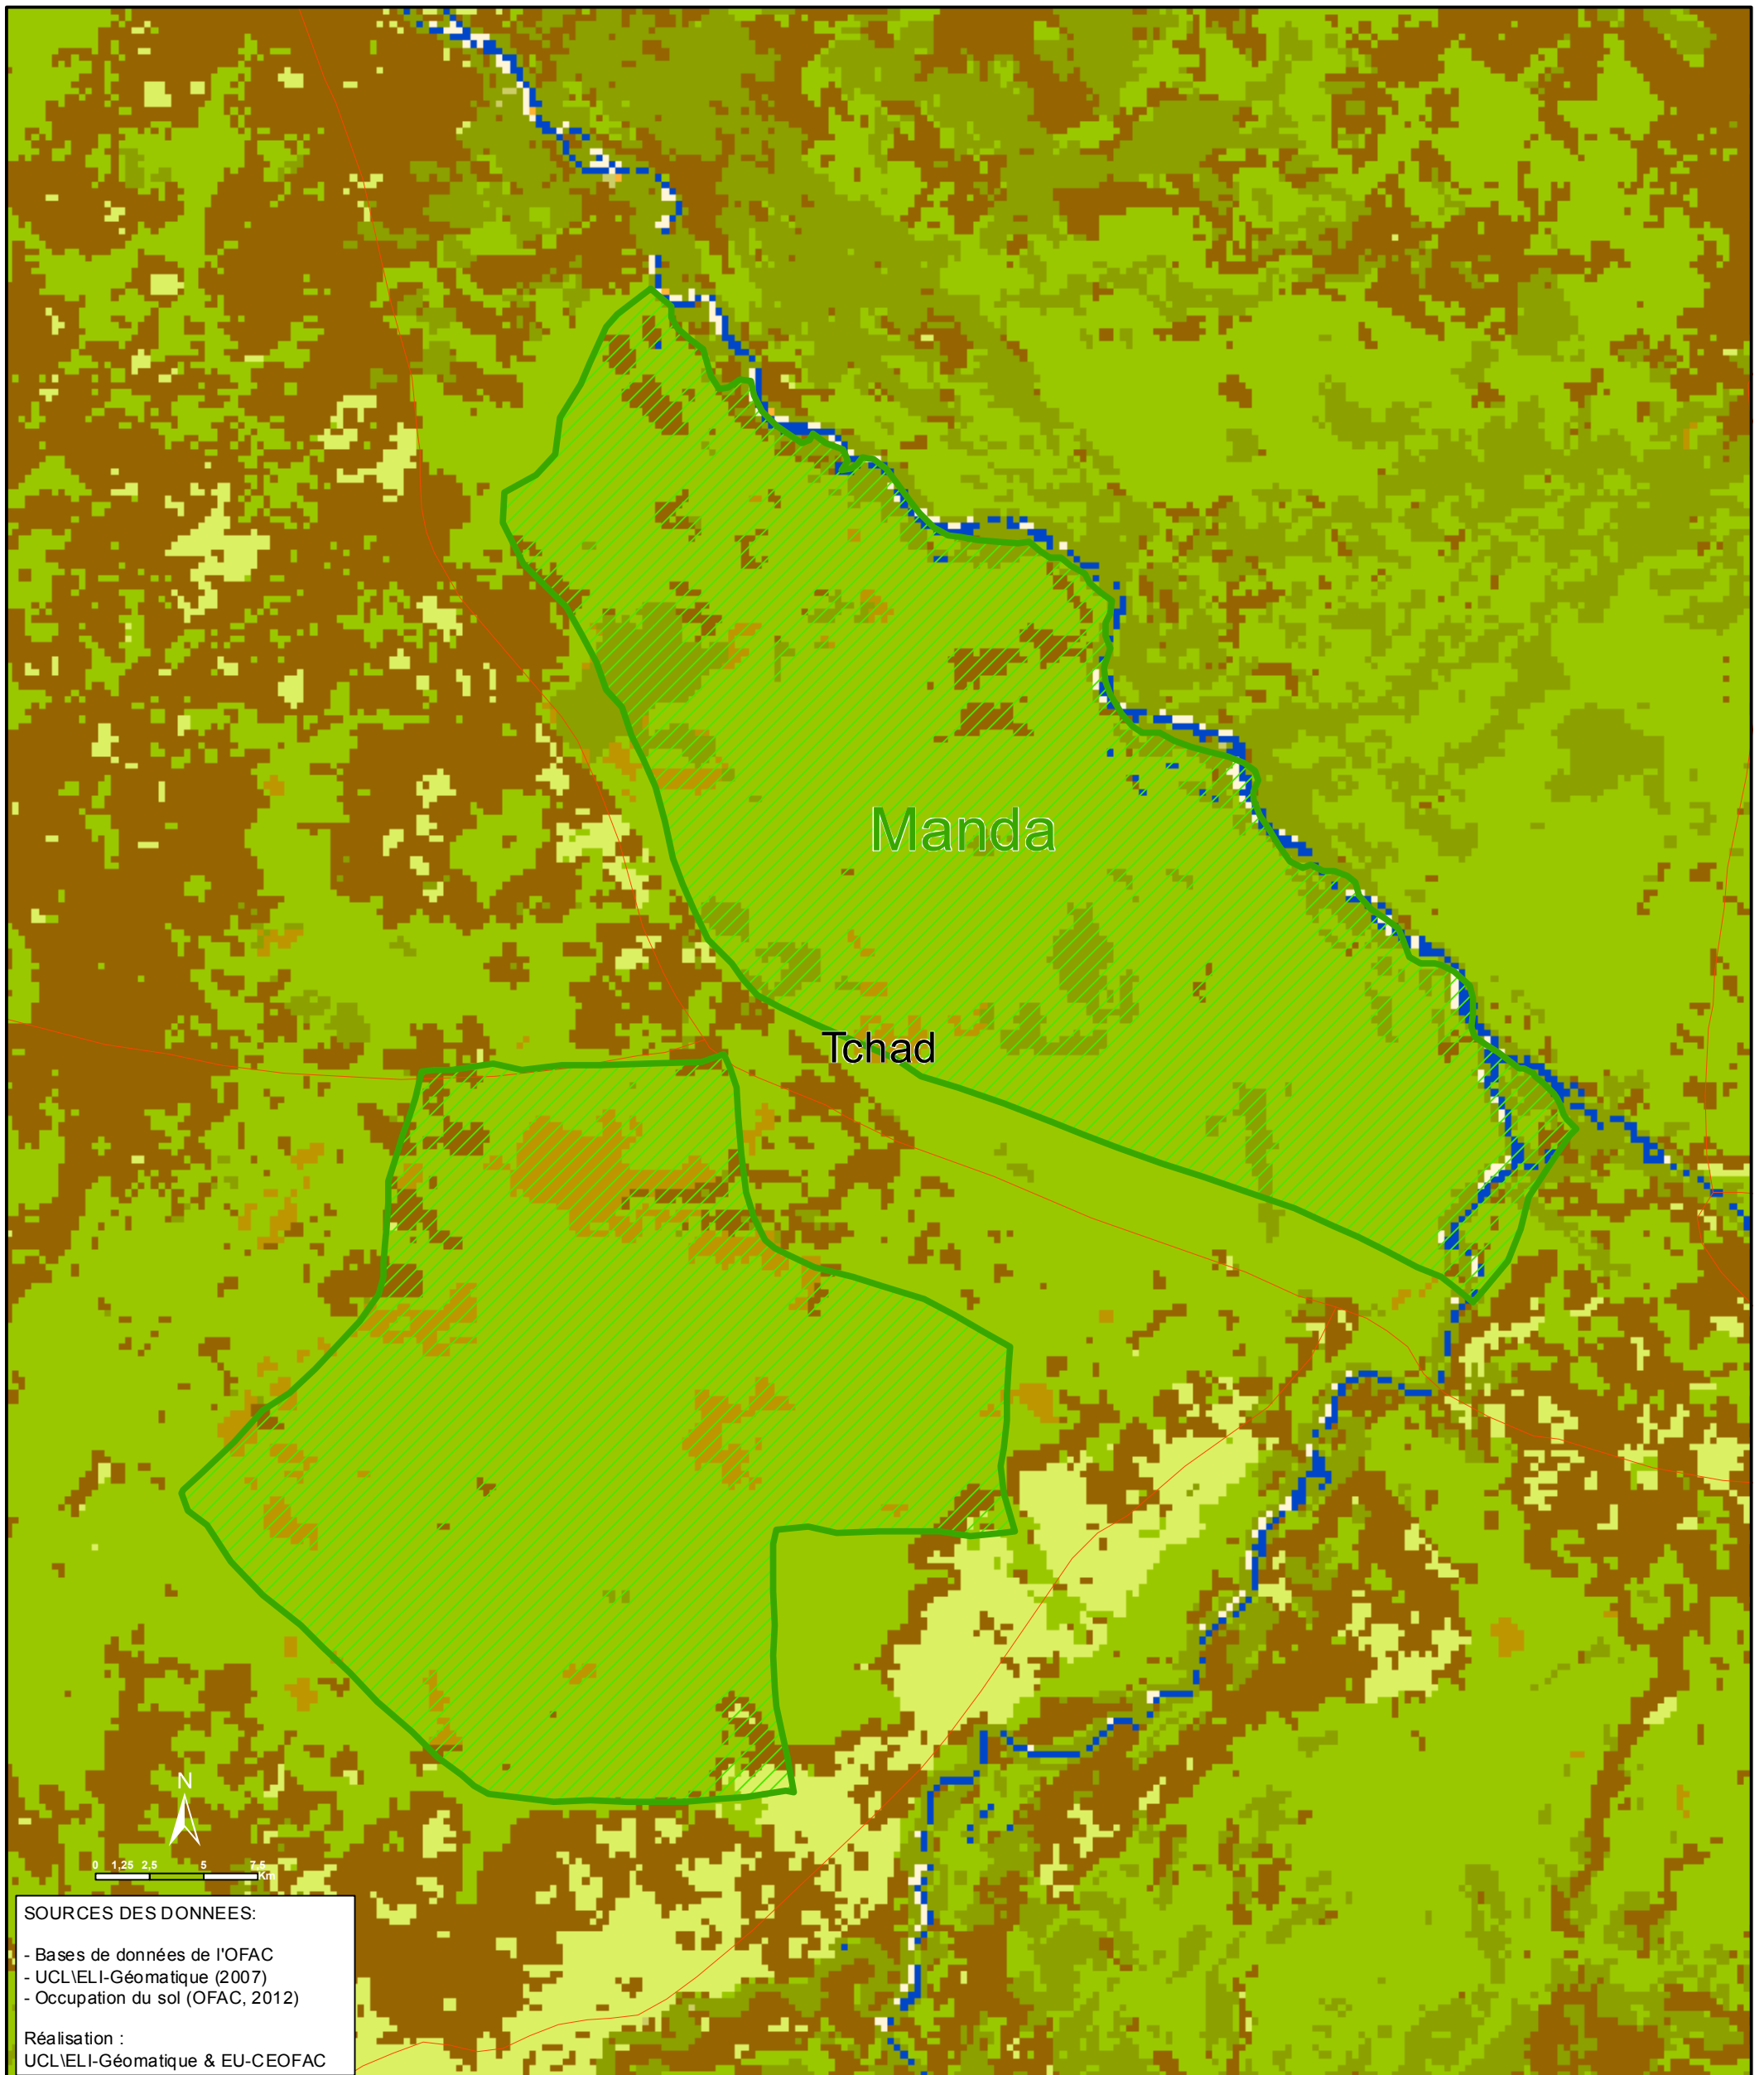 Manda
Tchad
N
0 1,25 2,5 5 7,5
Km
SOURCES DES DONNEES:
- Bases de données de l'OFAC
- UCL\ELI-Géomatique (2007)
- Occupation du sol (OFAC, 2012)
Réalisation :
UCL\ELI-Géomatique & EU-CEOFAC